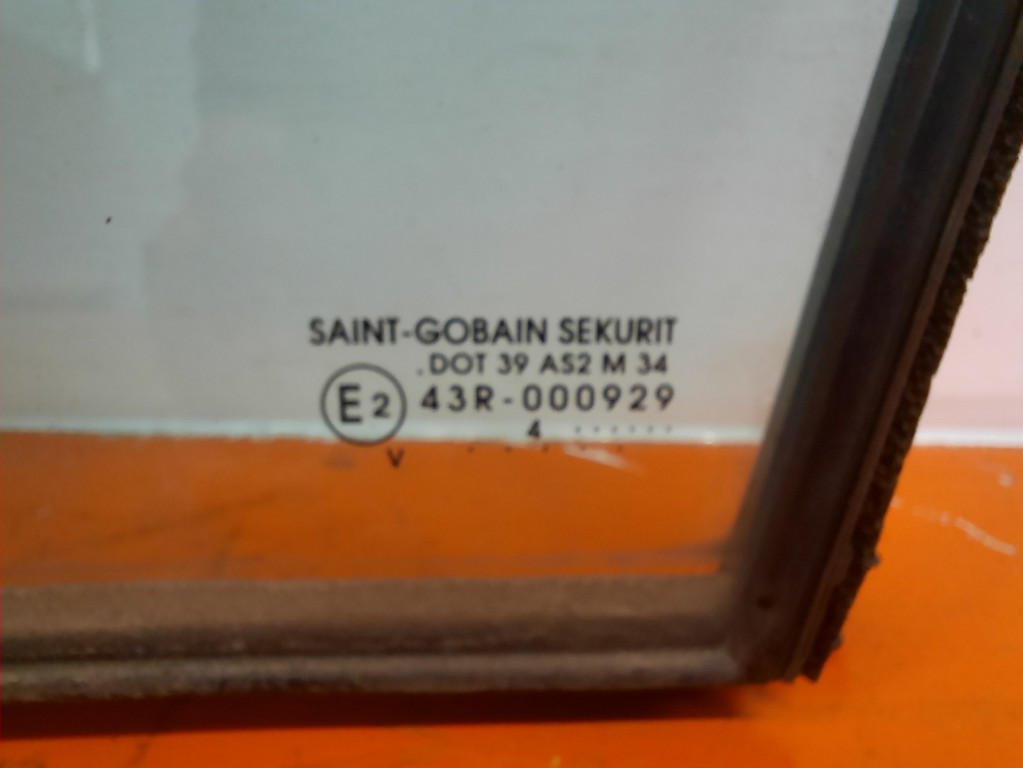 SAINT-GOBAIN SEKURIT
.DOT 39 AS2 M 34
E2 43R-000929
4 ......
V . . . . .